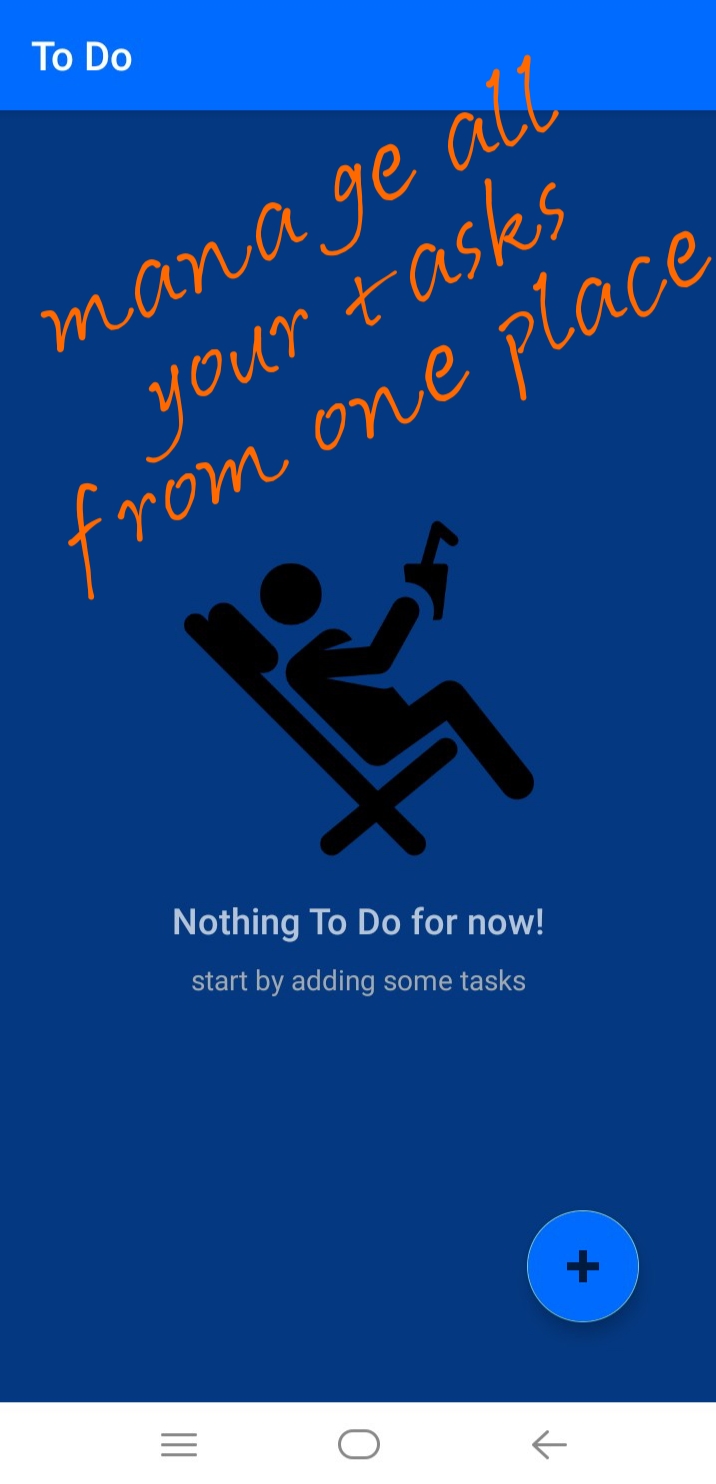 To Do
manage all
your tasks
from one place
Nothing To Do for now!
start by adding some tasks